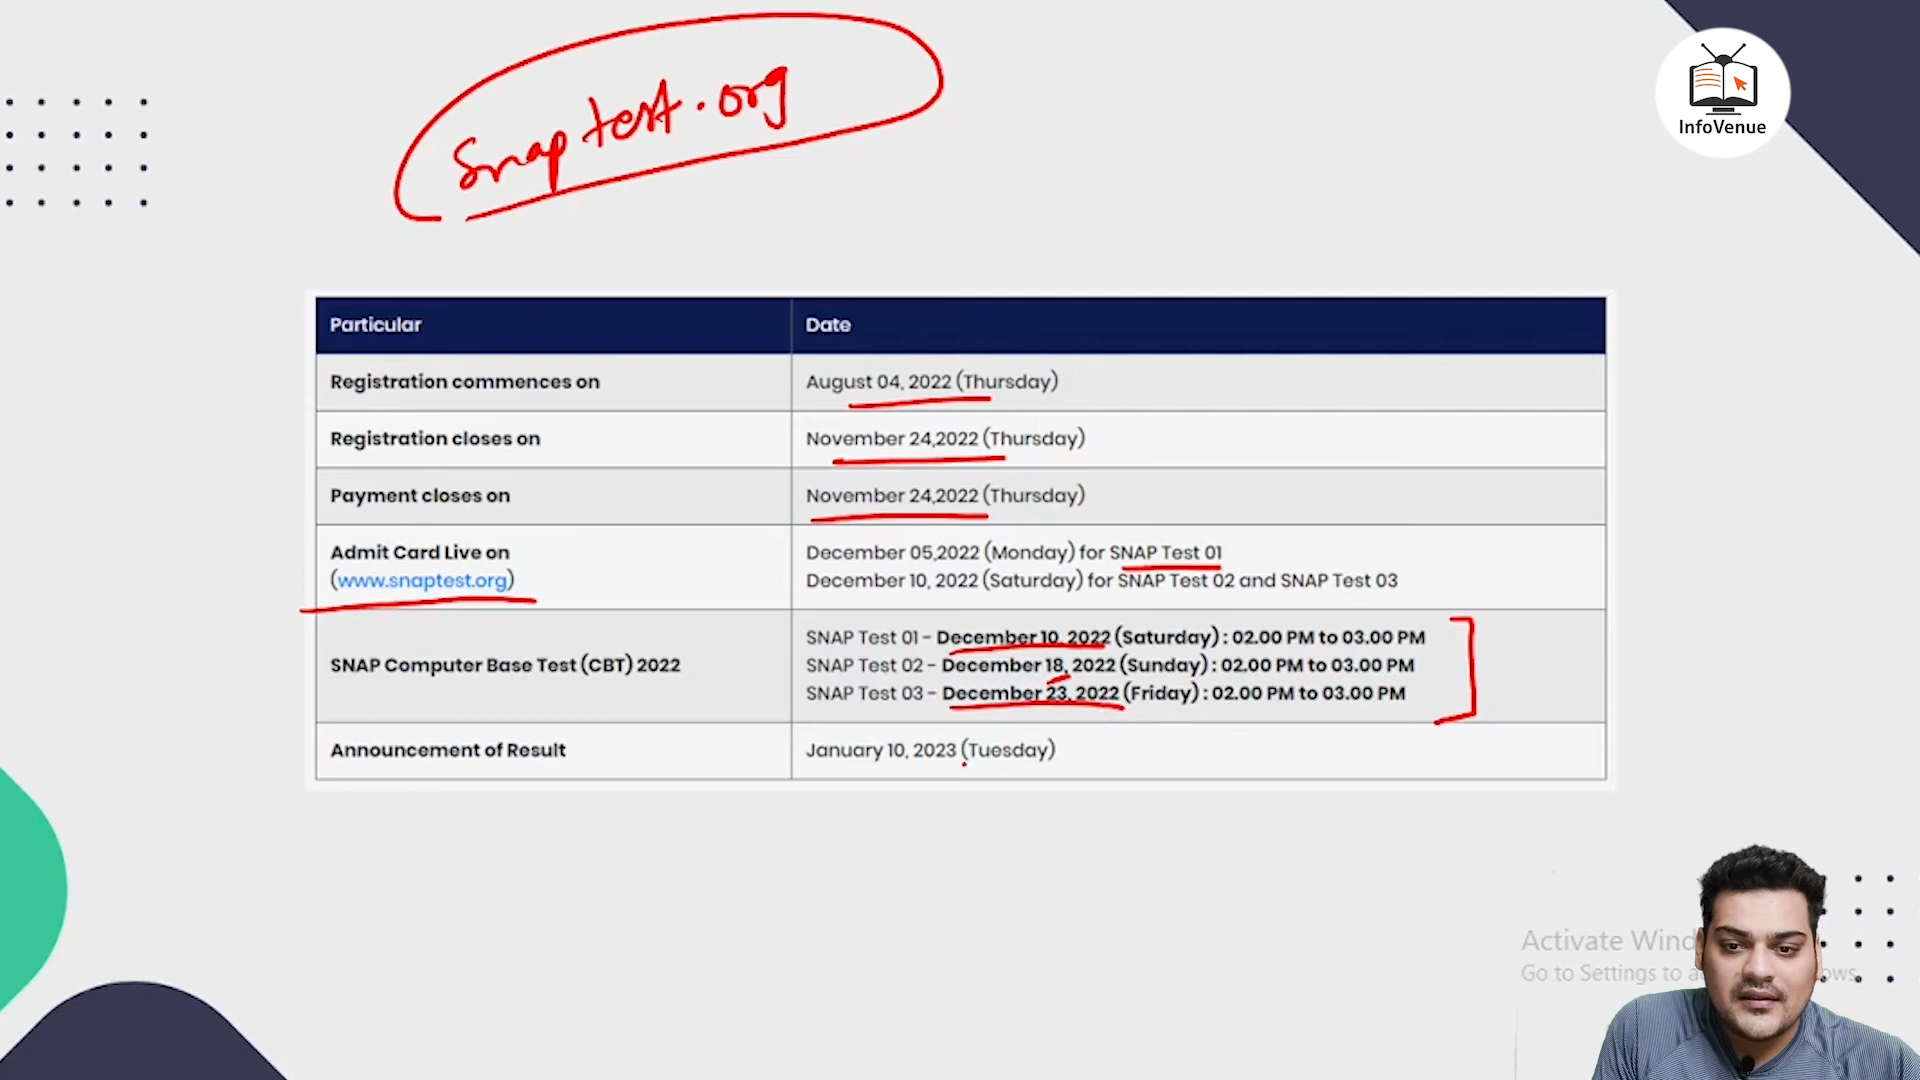 Snaptest.org
InfoVenue
Particular Date
Registration commences on August 04, 2022 (Thursday)
Registration closes on November 24,2022 (Thursday)
Payment closes on November 24,2022 (Thursday)
Admit Card Live on December 05,2022 (Monday) for SNAP Test 01
(www.snaptest.org) December 10, 2022 (Saturday) for SNAP Test 02 and SNAP Test 03
SNAP Test 01 - December 10, 2022 (Saturday) : 02.00 PM to 03.00 PM
SNAP Computer Base Test (CBT) 2022 SNAP Test 02 - December 18, 2022 (Sunday) : 02.00 PM to 03.00 PM
SNAP Test 03 - December 23, 2022 (Friday) : 02.00 PM to 03.00 PM
Announcement of Result January 10, 2023 (Tuesday)
Activate
Go to Settings to